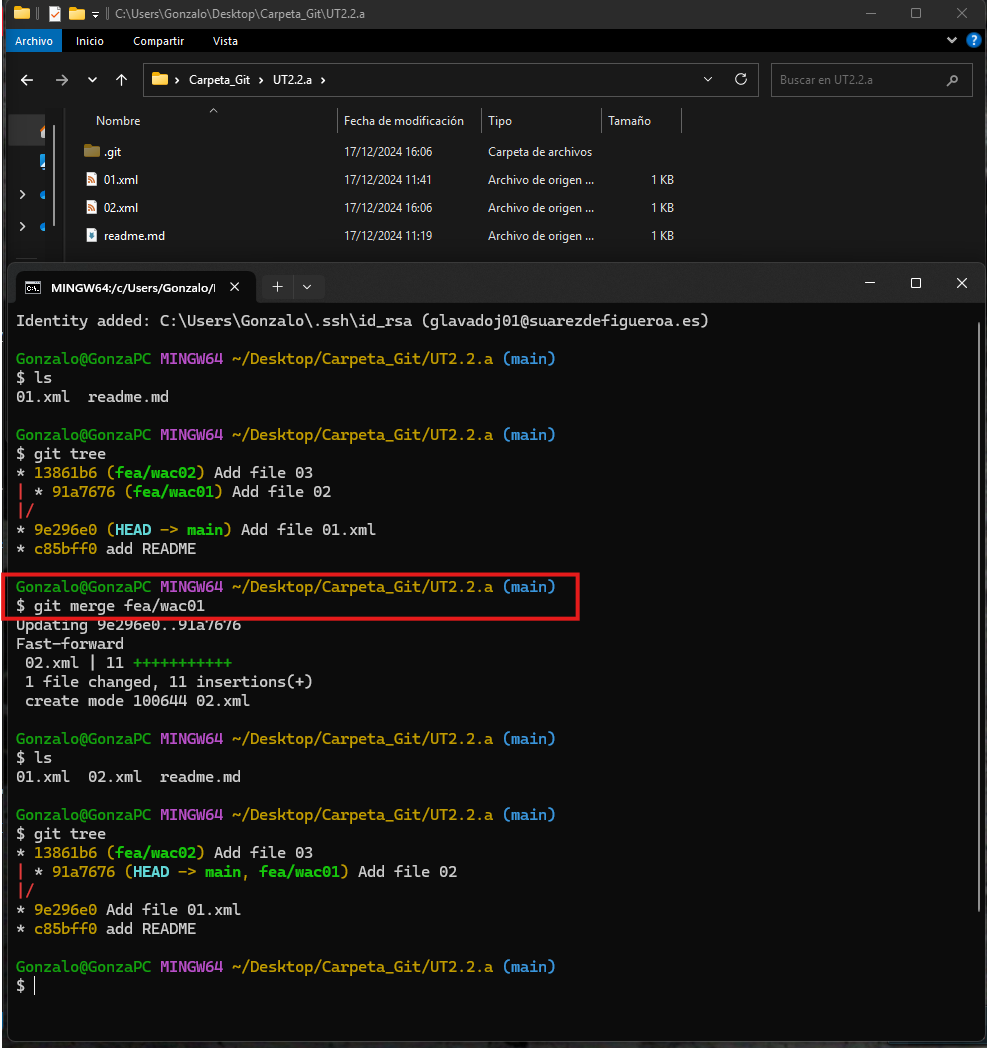 C:\Users\Gonzalo\Desktop\Carpeta_Git\UT2.2.a
Archivo Inicio Compartir Vista
Carpeta_Git > UT2.2.a > Buscar en UT2.2.a
Nombre Fecha de modificación Tipo Tamaño
.git 17/12/2024 16:06 Carpeta de archivos
01.xml 17/12/2024 11:41 Archivo de origen ... 1 KB
02.xml 17/12/2024 16:06 Archivo de origen ... 1 KB
readme.md 17/12/2024 11:19 Archivo de origen ... 1 KB
MINGW64:/c/Users/Gonzalo/
Identity added: C:\Users\Gonzalo\.ssh\id_rsa (glavadoj01@suarezdefigueroa.es)
Gonzalo@GonzaPC MINGW64 ~/Desktop/Carpeta_Git/UT2.2.a (main)
$ ls
01.xml readme.md
Gonzalo@GonzaPC MINGW64 ~/Desktop/Carpeta_Git/UT2.2.a (main)
$ git tree
* 13861b6 (fea/wac02) Add file 03
| * 91a7676 (fea/wac01) Add file 02
|/
* 9e296e0 (HEAD -> main) Add file 01.xml
* c85bff0 add README
Gonzalo@GonzaPC MINGW64 ~/Desktop/Carpeta_Git/UT2.2.a (main)
$ git merge fea/wac01
Updating 9e296e0..91a7676
Fast-forward
02.xml | 11 +++++++++++
1 file changed, 11 insertions(+)
create mode 100644 02.xml
Gonzalo@GonzaPC MINGW64 ~/Desktop/Carpeta_Git/UT2.2.a (main)
$ ls
01.xml 02.xml readme.md
Gonzalo@GonzaPC MINGW64 ~/Desktop/Carpeta_Git/UT2.2.a (main)
$ git tree
* 13861b6 (fea/wac02) Add file 03
| * 91a7676 (HEAD -> main, fea/wac01) Add file 02
|/
* 9e296e0 Add file 01.xml
* c85bff0 add README
Gonzalo@GonzaPC MINGW64 ~/Desktop/Carpeta_Git/UT2.2.a (main)
$